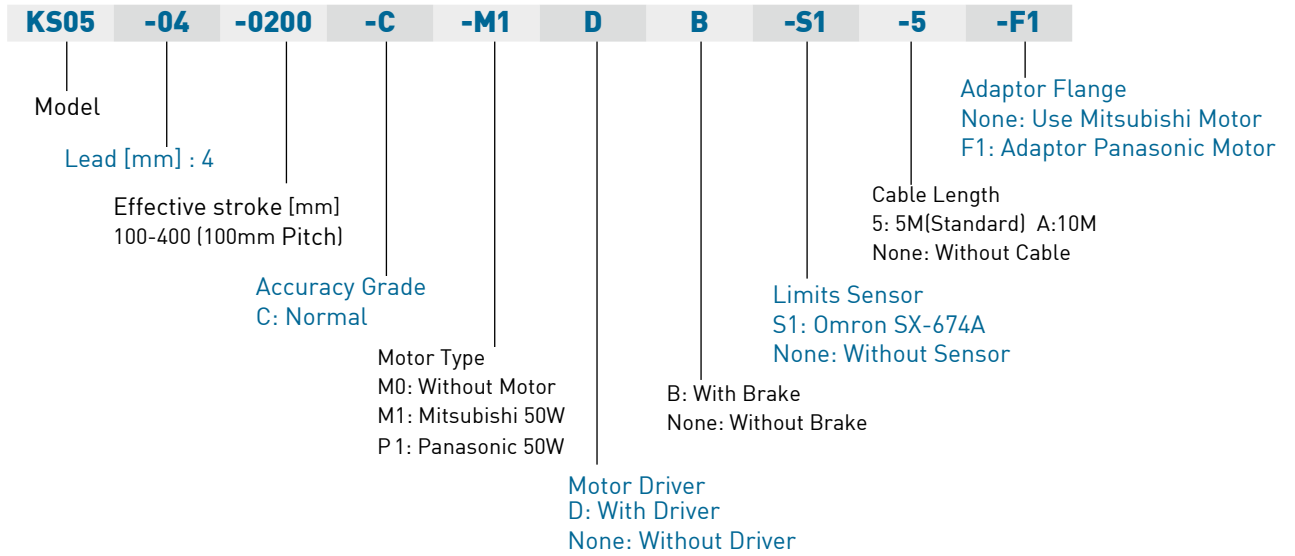 KS05 -04 -0200 -C -M1 D B -S1 -5 -F1
Model
Lead [mm] : 4
Effective stroke [mm]
100-400 (100mm Pitch)
Accuracy Grade
C: Normal
Motor Type
M0: Without Motor
M1: Mitsubishi 50W
P1: Panasonic 50W
Motor Driver
D: With Driver
None: Without Driver
B: With Brake
None: Without Brake
Limits Sensor
S1: Omron SX-674A
None: Without Sensor
Cable Length
5: 5M(Standard) A:10M
None: Without Cable
Adaptor Flange
None: Use Mitsubishi Motor
F1: Adaptor Panasonic Motor